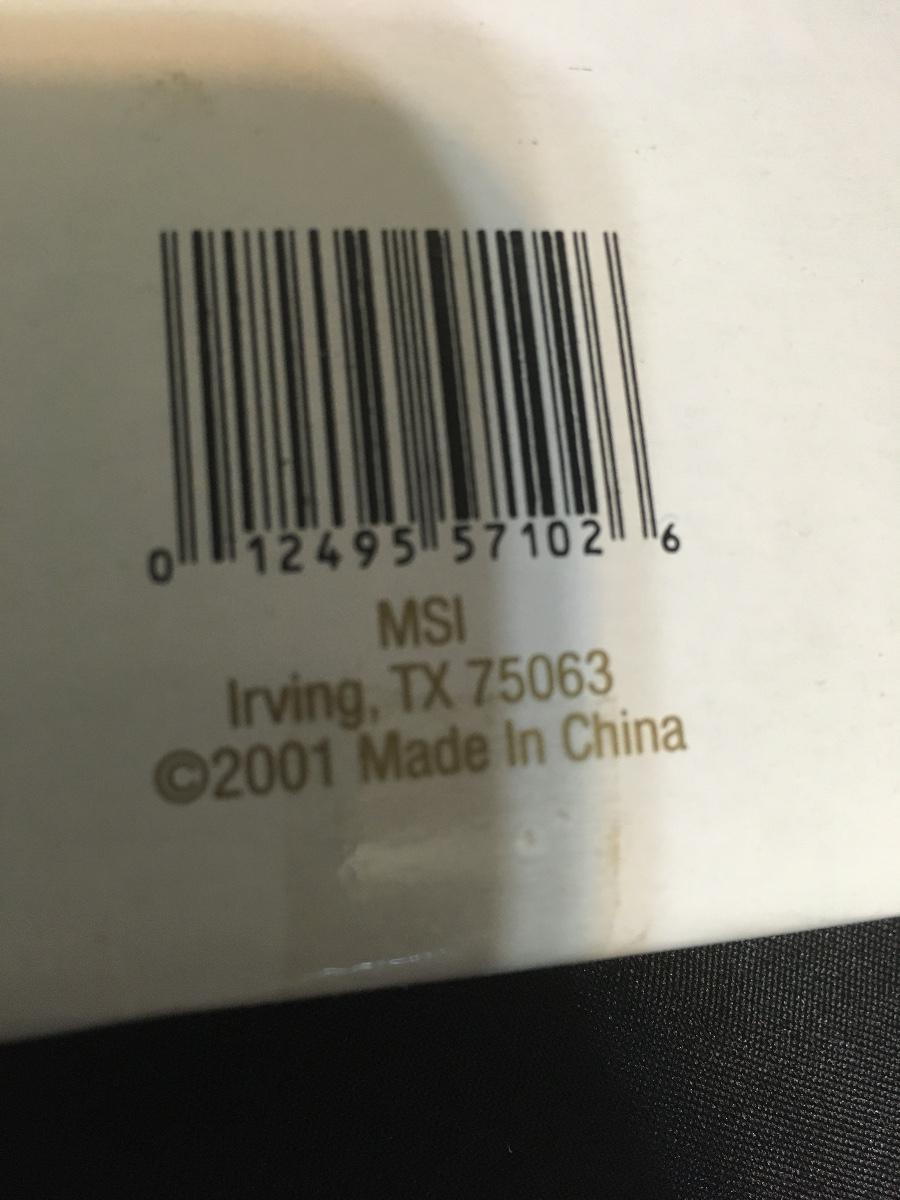 0 12495 57102 6
MSI
Irving, TX 75063
©2001 Made In China